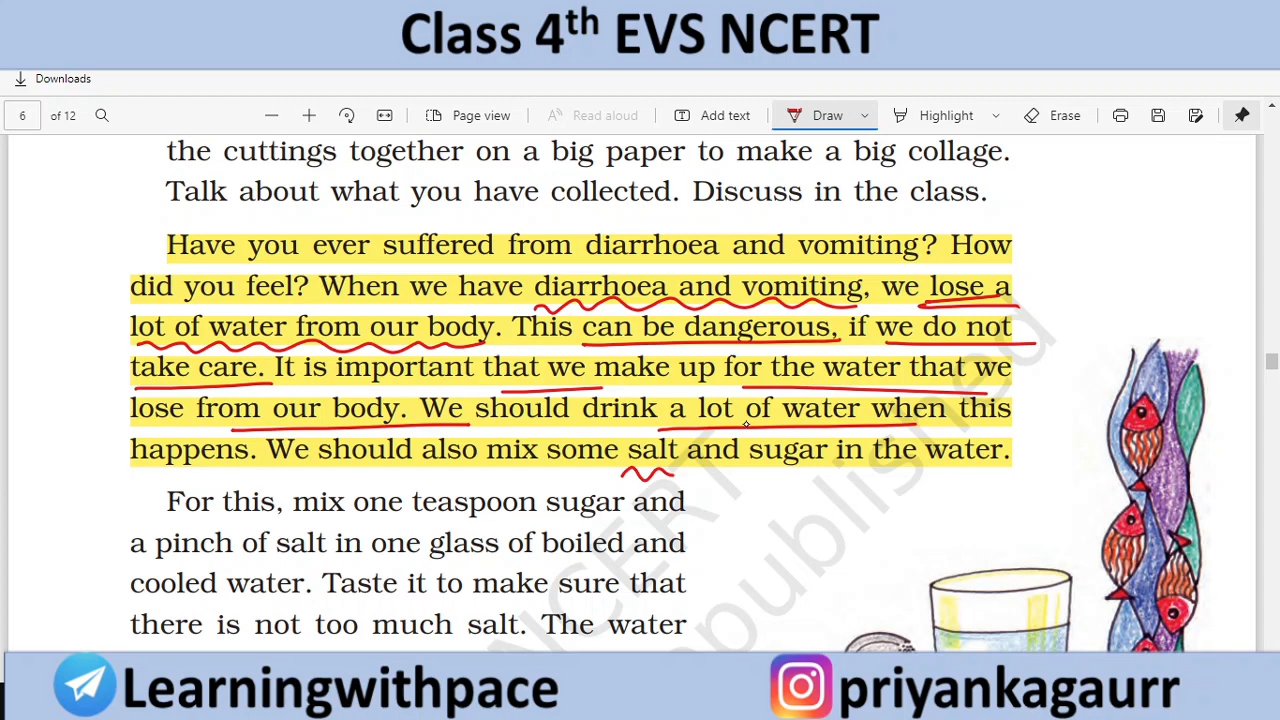 Class 4th EVS NCERT
Downloads
6 of 12 Page view Read aloud Add text Draw Highlight Erase
the cuttings together on a big paper to make a big collage.
Talk about what you have collected. Discuss in the class.
Have you ever suffered from diarrhoea and vomiting? How
did you feel? When we have diarrhoea and vomiting, we lose a
lot of water from our body. This can be dangerous, if we do not
take care. It is important that we make up for the water that we
lose from our body. We should drink a lot of water when this
happens. We should also mix some salt and sugar in the water.
For this, mix one teaspoon sugar and
a pinch of salt in one glass of boiled and
cooled water. Taste it to make sure that
there is not too much salt. The water
NCERT
republished
Learningwithpace
priyankagaurr